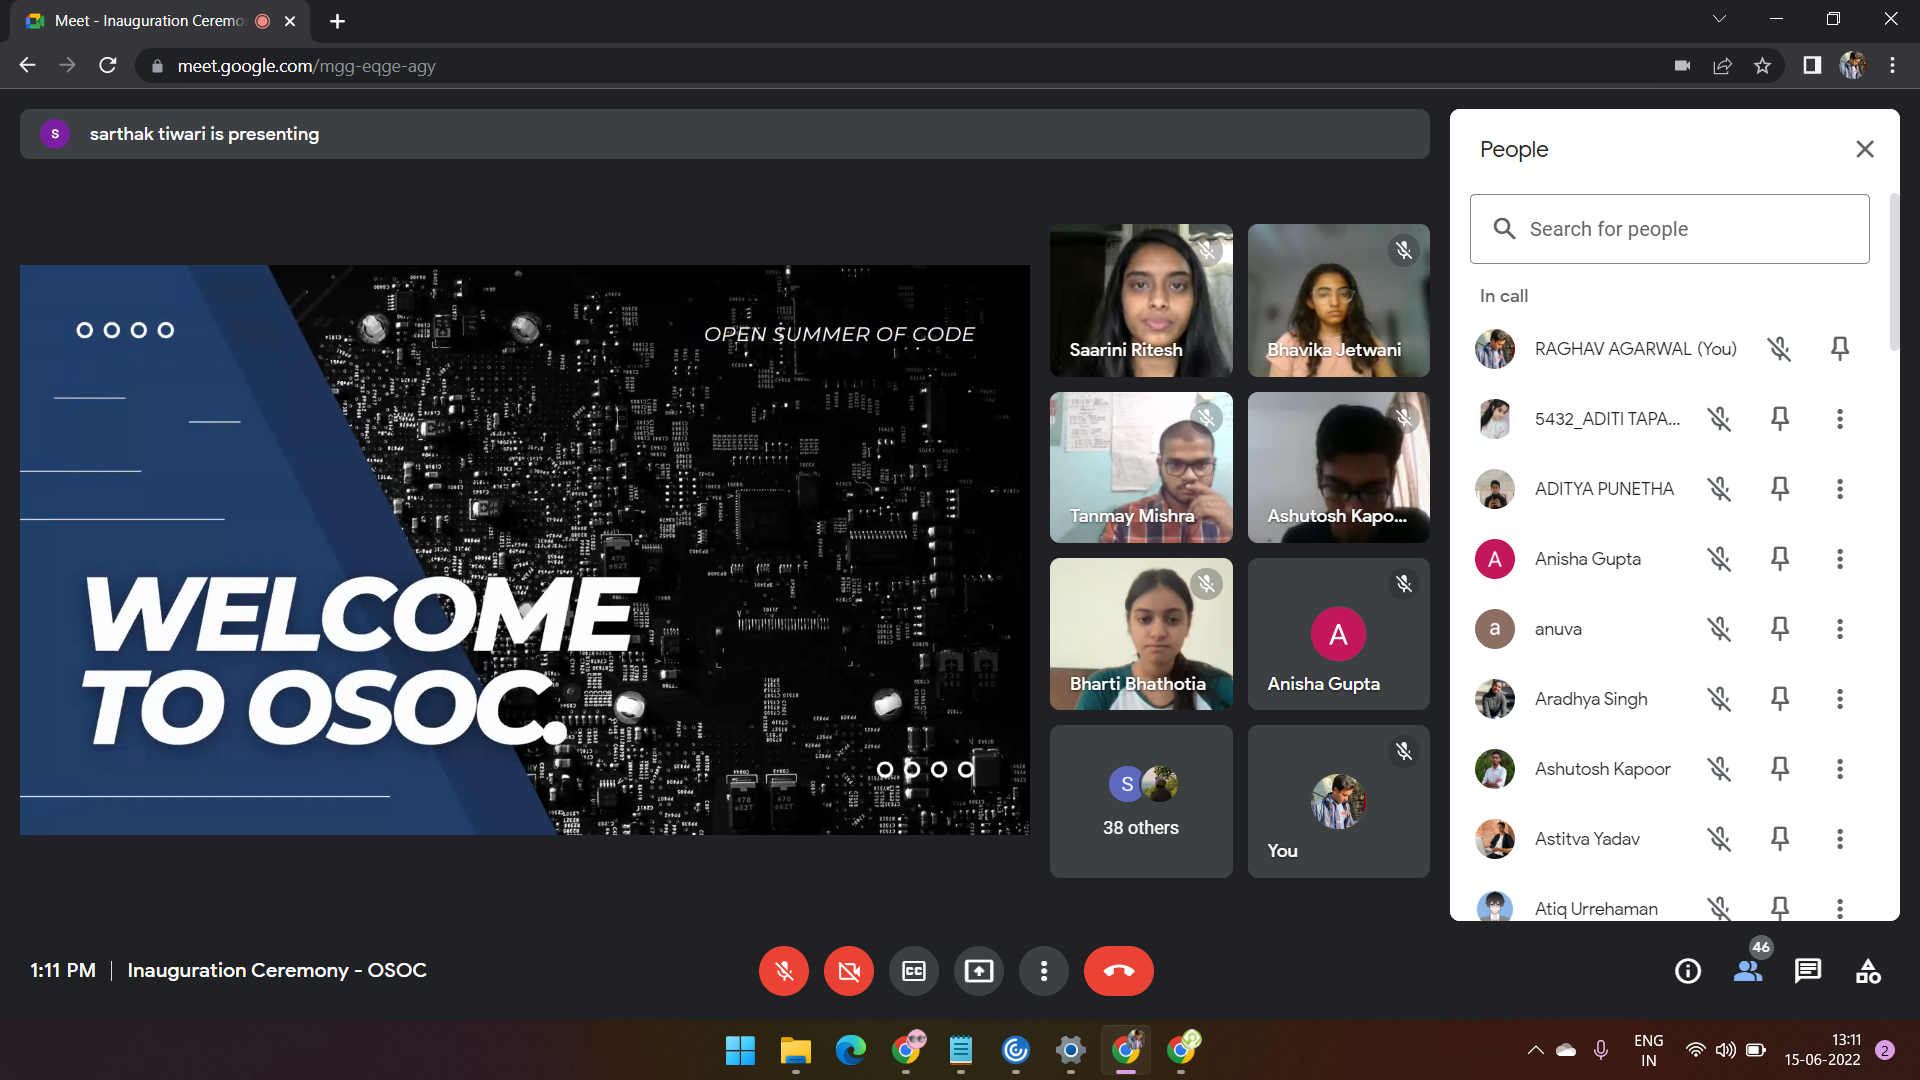 Meet - Inauguration Ceremo
meet.google.com/mgg-eqge-agy
S
sarthak tiwari is presenting
OPEN SUMMER OF CODE
WELCOME
TO OSOC.
Saarini Ritesh
Bhavika Jetwani
Tanmay Mishra
Ashutosh Kapo...
Bharti Bhathotia
A
Anisha Gupta
S
38 others
You
People
Search for people
In call
RAGHAV AGARWAL (You)
5432_ADITI TAPA...
ADITYA PUNETHA
A
Anisha Gupta
a
anuva
Aradhya Singh
Ashutosh Kapoor
Astitva Yadav
Atiq Urrehaman
1:11 PM
Inauguration Ceremony - OSOC
CC
46
ENG
IN
13:11
15-06-2022
2